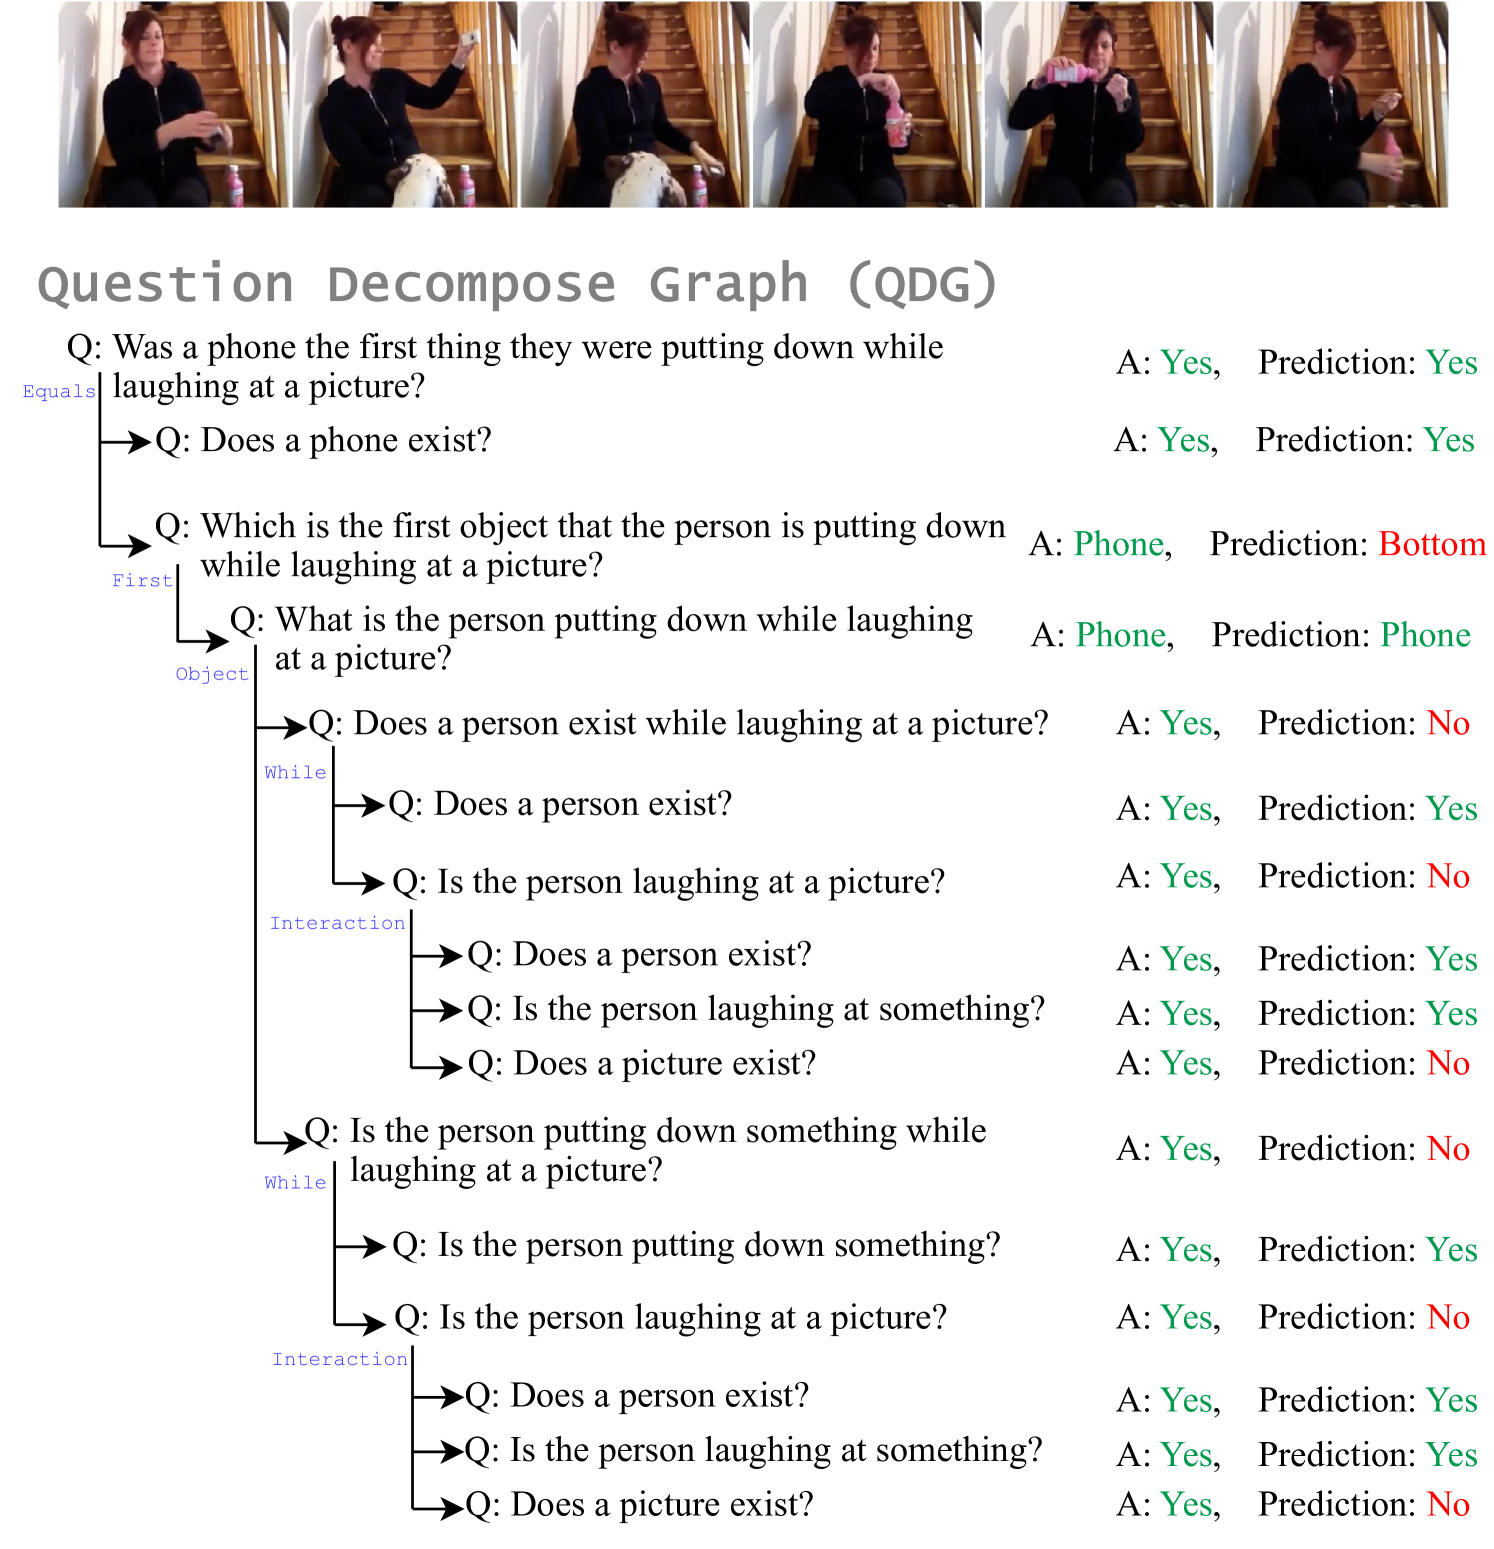 Question Decompose Graph (QDG)
Q: Was a phone the first thing they were putting down while
laughing at a picture?
A: Yes, Prediction: Yes
Equals
Q: Does a phone exist?
A: Yes, Prediction: Yes
Q: Which is the first object that the person is putting down
while laughing at a picture?
A: Phone, Prediction: Bottom
First
Q: What is the person putting down while laughing
at a picture?
A: Phone, Prediction: Phone
Object
Q: Does a person exist while laughing at a picture?
A: Yes, Prediction: No
While
Q: Does a person exist?
A: Yes, Prediction: Yes
Q: Is the person laughing at a picture?
A: Yes, Prediction: No
Interaction
Q: Does a person exist?
A: Yes, Prediction: Yes
Q: Is the person laughing at something?
A: Yes, Prediction: Yes
Q: Does a picture exist?
A: Yes, Prediction: No
Q: Is the person putting down something while
laughing at a picture?
A: Yes, Prediction: No
While
Q: Is the person putting down something?
A: Yes, Prediction: Yes
Q: Is the person laughing at a picture?
A: Yes, Prediction: No
Interaction
Q: Does a person exist?
A: Yes, Prediction: Yes
Q: Is the person laughing at something?
A: Yes, Prediction: Yes
Q: Does a picture exist?
A: Yes, Prediction: No